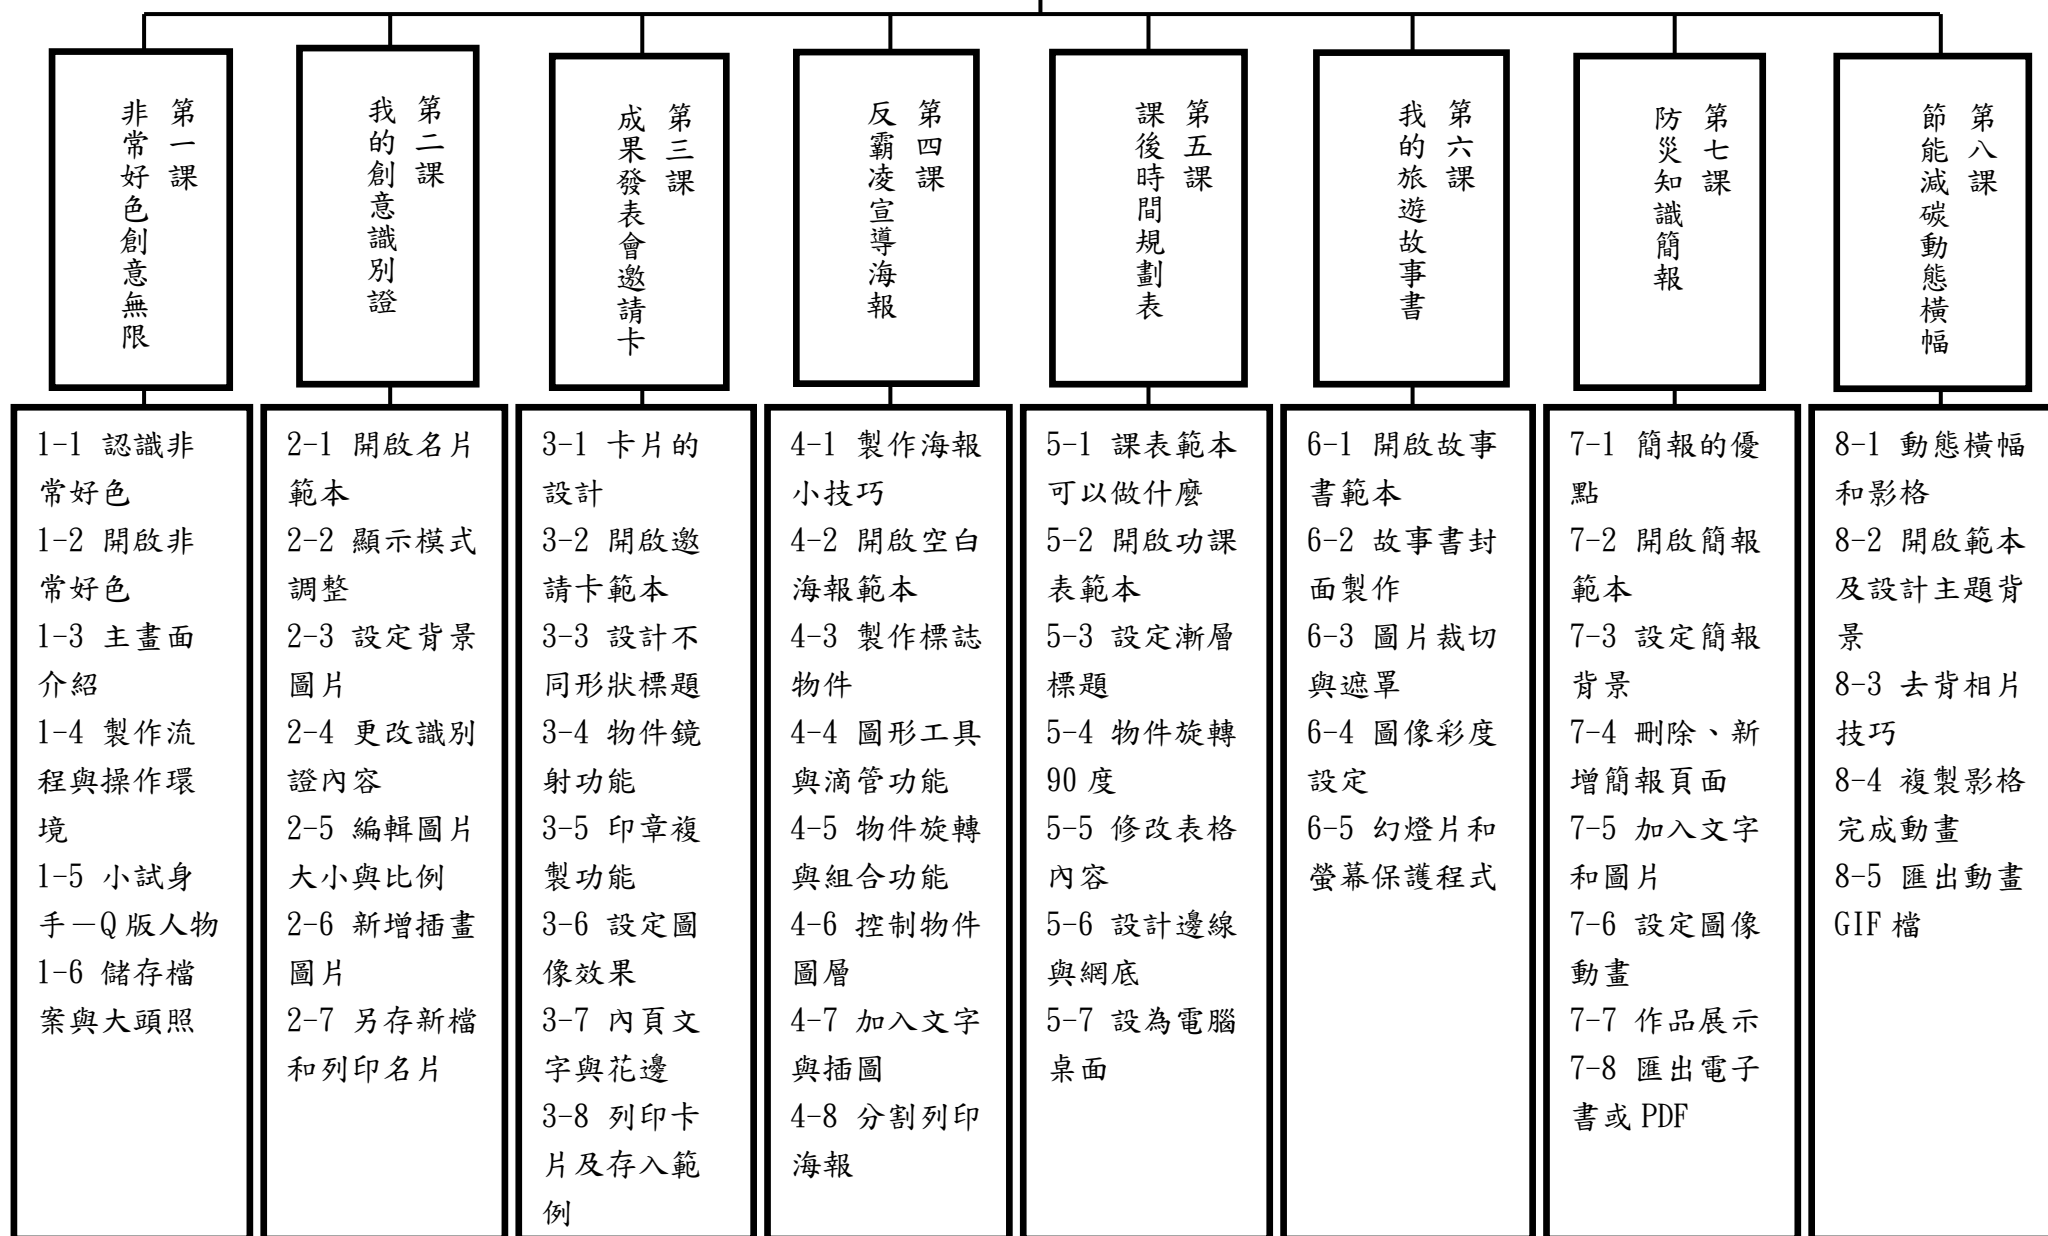 第一課
非常好色創意無限
第二課
我的創意識別證
第三課
成果發表會邀請卡
第四課
反霸凌宣導海報
第五課
課後時間規劃表
第六課
我的旅遊故事書
第七課
防災知識簡報
第八課
節能減碳動態橫幅
1-1 認識非
常好色
1-2 開啟非
常好色
1-3 主畫面
介紹
1-4 製作流
程與操作環
境
1-5 小試身
手－Q版人物
1-6 儲存檔
案與大頭照
2-1 開啟名片
範本
2-2 顯示模式
調整
2-3 設定背景
圖片
2-4 更改識別
證內容
2-5 編輯圖片
大小與比例
2-6 新增插畫
圖片
2-7 另存新檔
和列印名片
3-1 卡片的
設計
3-2 開啟邀
請卡範本
3-3 設計不
同形狀標題
3-4 物件鏡
射功能
3-5 印章複
製功能
3-6 設定圖
像效果
3-7 內頁文
字與花邊
3-8 列印卡
片及存入範
例
4-1 製作海報
小技巧
4-2 開啟空白
海報範本
4-3 製作標誌
物件
4-4 圖形工具
與滴管功能
4-5 物件旋轉
與組合功能
4-6 控制物件
圖層
4-7 加入文字
與插圖
4-8 分割列印
海報
5-1 課表範本
可以做什麼
5-2 開啟功課
表範本
5-3 設定漸層
標題
5-4 物件旋轉
90 度
5-5 修改表格
內容
5-6 設計邊線
與網底
5-7 設為電腦
桌面
6-1 開啟故事
書範本
6-2 故事書封
面製作
6-3 圖片裁切
與遮罩
6-4 圖像彩度
設定
6-5 幻燈片和
螢幕保護程式
7-1 簡報的優
點
7-2 開啟簡報
範本
7-3 設定簡報
背景
7-4 刪除、新
增簡報頁面
7-5 加入文字
和圖片
7-6 設定圖像
動畫
7-7 作品展示
7-8 匯出電子
書或 PDF
8-1 動態橫幅
和影格
8-2 開啟範本
及設計主題背
景
8-3 去背相片
技巧
8-4 複製影格
完成動畫
8-5 匯出動畫
GIF 檔